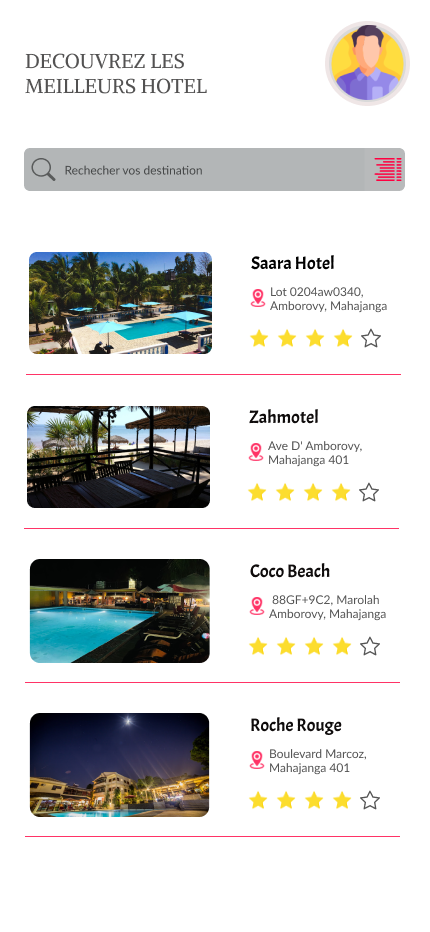 DECOUVREZ LES
MEILLEURS HOTEL
Rechecher vos destination
Saara Hotel
Lot 0204aw0340,
Amborovy, Mahajanga
Zahmotel
Ave D' Amborovy,
Mahajanga 401
Coco Beach
88GF+9C2, Marolah
Amborovy, Mahajanga
Roche Rouge
Boulevard Marcoz,
Mahajanga 401